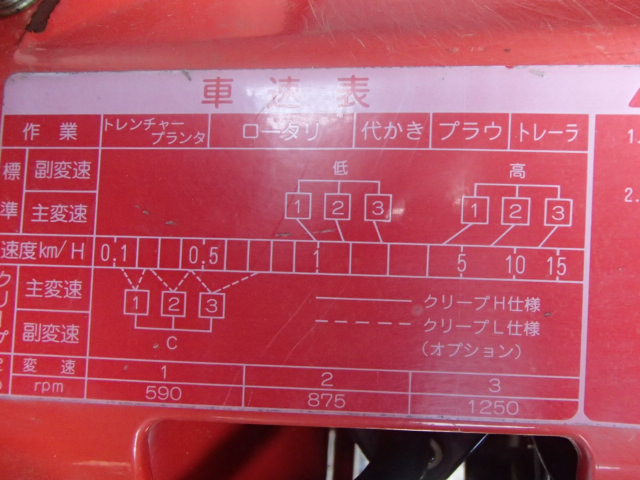 車速表
作業 トレンチャープランタ ロータリ 代かき プラウ トレーラ
標準 副変速 低 高
主変速 1 2 3 1 2 3
速度km/H 0.1 0.5 1 5 10 15
クリープ 主変速 1 2 3 クリープH仕様
副変速 C クリープL仕様
(オプション)
変速 1 2 3
rpm 590 875 1250
1.
2.